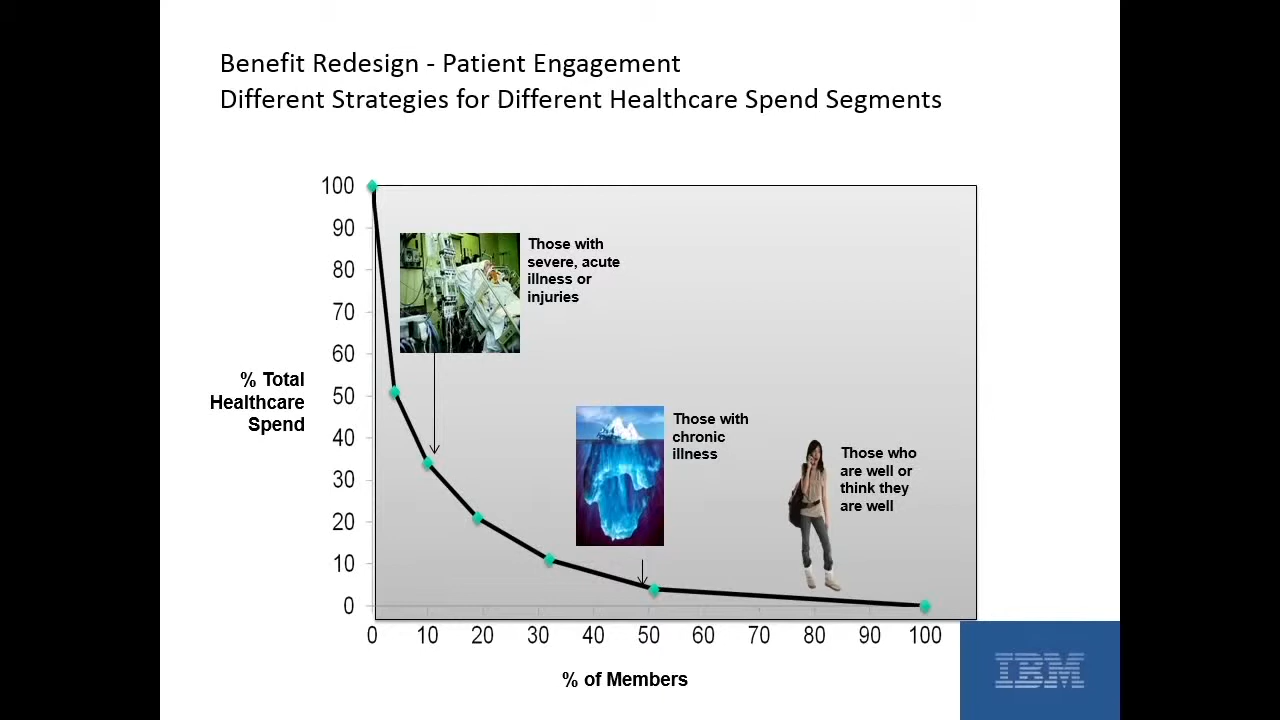 Benefit Redesign - Patient Engagement
Different Strategies for Different Healthcare Spend Segments
100
90
80
70
60
50
40
30
20
10
0
% Total
Healthcare
Spend
Those with
severe, acute
illness or
injuries
Those with
chronic
illness
Those who
are well or
think they
are well
0 10 20 30 40 50 60 70 80 90 100
% of Members
IBM